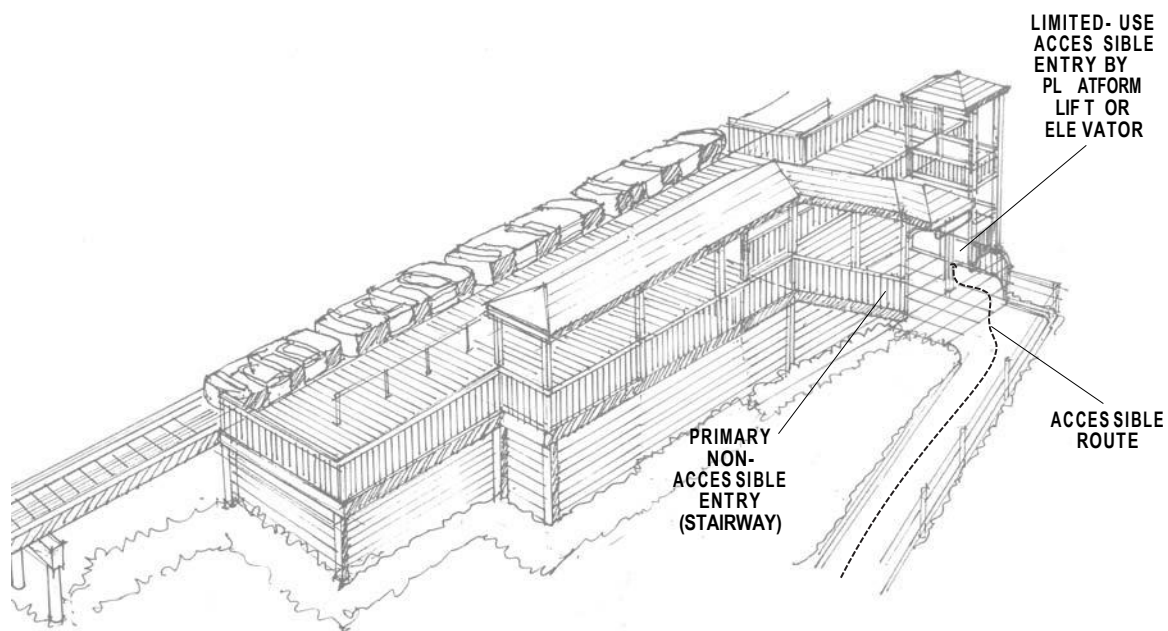 LIMITED- USE
ACCES SIBLE
ENTRY BY
PL ATFORM
LIF T OR
ELE VATOR
PRIMARY
NON-
ACCES SIBLE
ENTRY
(STAIRWAY)
ACCES SIBLE
ROUTE